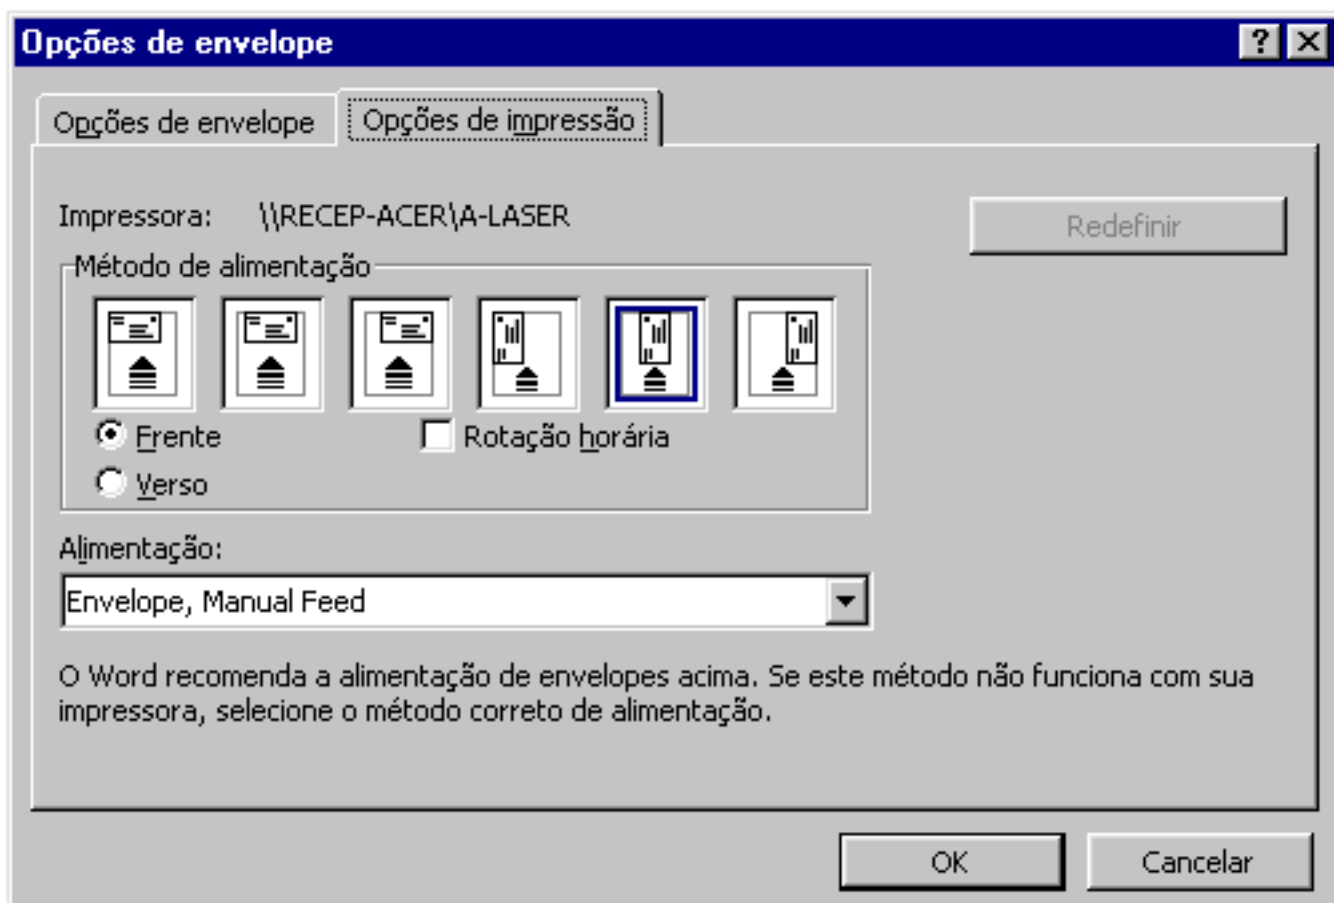 Opções de envelope
Opções de envelope
Opções de impressão
Impressora: \\RECEP-ACER\A-LASER
Redefinir
Método de alimentação
Frente
Rotação horária
Verso
Alimentação:
Envelope, Manual Feed
O Word recomenda a alimentação de envelopes acima. Se este método não funciona com sua
impressora, selecione o método correto de alimentação.
OK
Cancelar